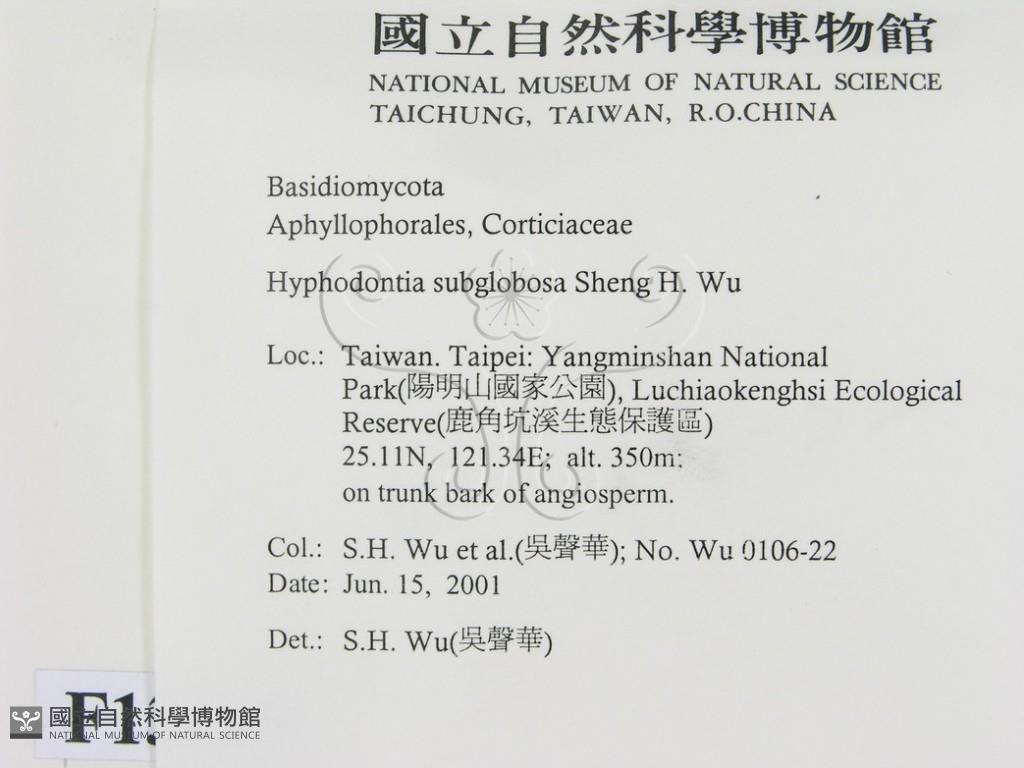 國立自然科學博物館
NATIONAL MUSEUM OF NATURAL SCIENCE
TAICHUNG, TAIWAN, R.O.CHINA
Basidiomycota
Aphyllophorales, Corticiaceae
Hyphodontia subglobosa Sheng H. Wu
Loc.: Taiwan. Taipei: Yangminshan National
Park(陽明山國家公園), Luchiaokenghsi Ecological
Reserve(鹿角坑溪生態保護區)
25.11N, 121.34E; alt. 350m;
on trunk bark of angiosperm.
Col.: S.H. Wu et al.(吳聲華); No. Wu 0106-22
Date: Jun. 15, 2001
Det.: S.H. Wu(吳聲華)
國立自然科學博物館
NATIONAL MUSEUM OF NATURAL SCIENCE